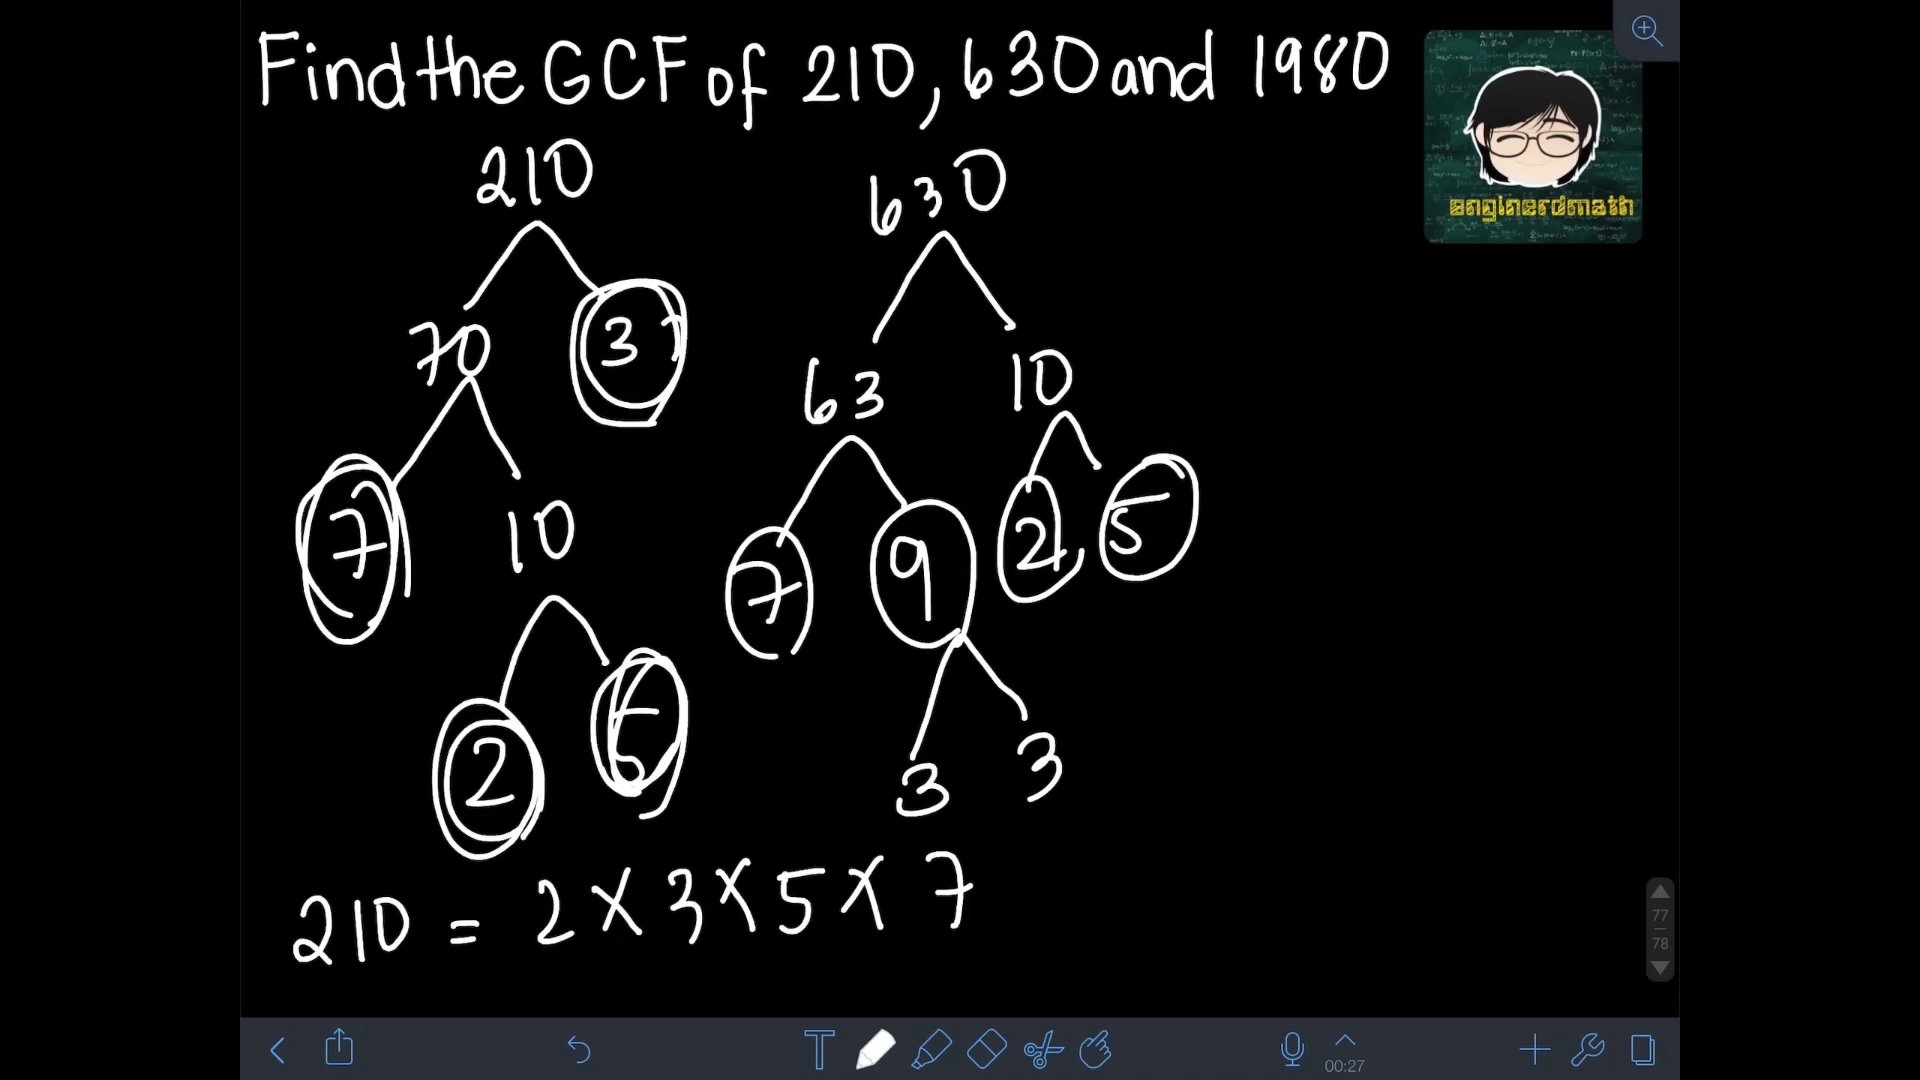 Find the GCF of 210, 630 and 1980
enginerdmath
210
630
70 3
63 10
7 10
7 9 2 5
2 5
3 3
210 = 2 X 3 X 5 X 7
77
78
T
00:27